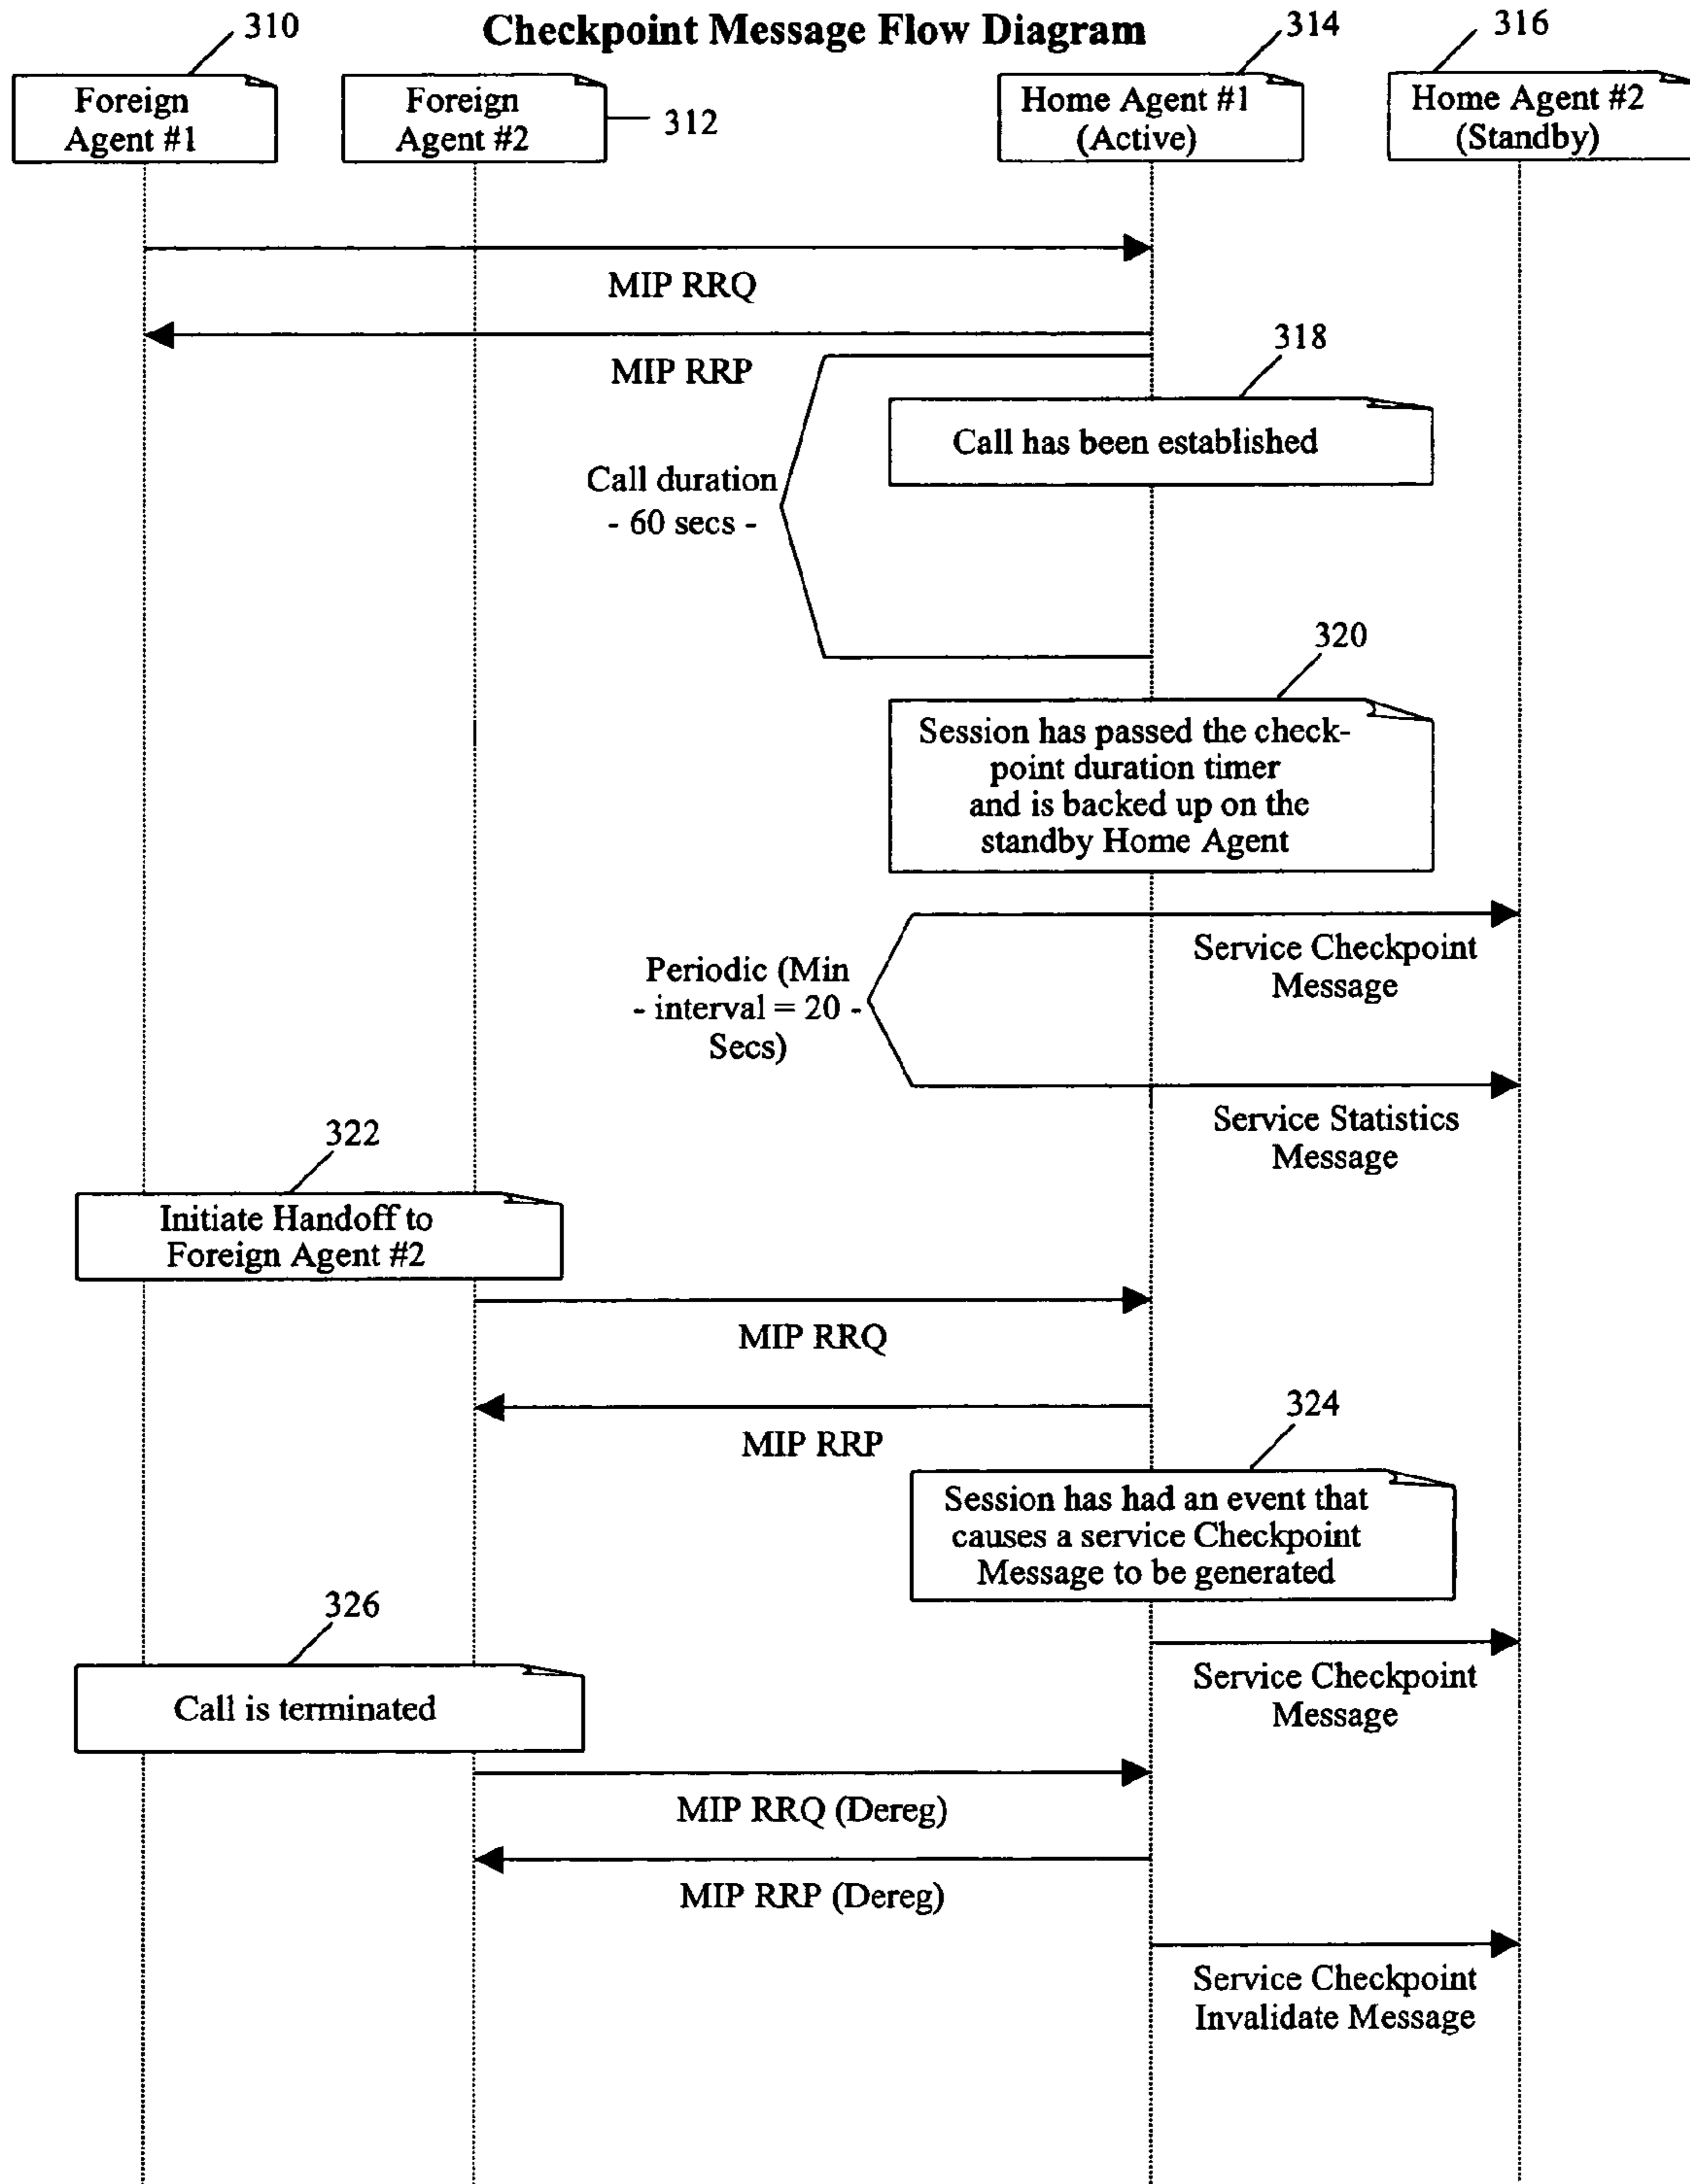 Checkpoint Message Flow Diagram
310
314
316
Foreign
Agent #1
Foreign
Agent #2
312
Home Agent #1
(Active)
Home Agent #2
(Standby)
MIP RRQ
MIP RRP
318
Call has been established
Call duration
- 60 secs -
320
Session has passed the check-
point duration timer
and is backed up on the
standby Home Agent
Service Checkpoint
Message
Periodic (Min
- interval = 20 -
Secs)
Service Statistics
Message
322
Initiate Handoff to
Foreign Agent #2
MIP RRQ
MIP RRP
324
Session has had an event that
causes a service Checkpoint
Message to be generated
326
Call is terminated
Service Checkpoint
Message
MIP RRQ (Dereg)
MIP RRP (Dereg)
Service Checkpoint
Invalidate Message